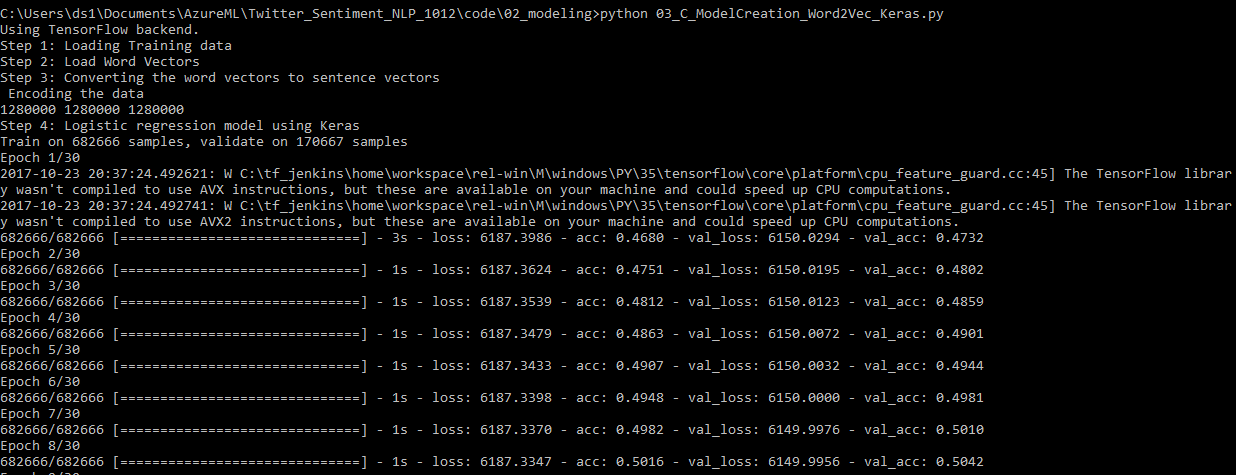 C:\Users\ds1\Documents\AzureML\Twitter_Sentiment_NLP_1012\code\02_modeling>python 03_C_ModelCreation_Word2Vec_Keras.py
Using TensorFlow backend.
Step 1: Loading Training data
Step 2: Load Word Vectors
Step 3: Converting the word vectors to sentence vectors
 Encoding the data
1280000 1280000 1280000
Step 4: Logistic regression model using Keras
Train on 682666 samples, validate on 170667 samples
Epoch 1/30
2017-10-23 20:37:24.492621: W C:\tf_jenkins\home\workspace\rel-win\M\windows\PY\35\tensorflow\core\platform\cpu_feature_guard.cc:45] The TensorFlow librar
y wasn't compiled to use AVX instructions, but these are available on your machine and could speed up CPU computations.
2017-10-23 20:37:24.492741: W C:\tf_jenkins\home\workspace\rel-win\M\windows\PY\35\tensorflow\core\platform\cpu_feature_guard.cc:45] The TensorFlow librar
y wasn't compiled to use AVX2 instructions, but these are available on your machine and could speed up CPU computations.
682666/682666 [==============================] - 3s - loss: 6187.3986 - acc: 0.4680 - val_loss: 6150.0294 - val_acc: 0.4732
Epoch 2/30
682666/682666 [==============================] - 1s - loss: 6187.3624 - acc: 0.4751 - val_loss: 6150.0195 - val_acc: 0.4802
Epoch 3/30
682666/682666 [==============================] - 1s - loss: 6187.3539 - acc: 0.4812 - val_loss: 6150.0123 - val_acc: 0.4859
Epoch 4/30
682666/682666 [==============================] - 1s - loss: 6187.3479 - acc: 0.4863 - val_loss: 6150.0072 - val_acc: 0.4901
Epoch 5/30
682666/682666 [==============================] - 1s - loss: 6187.3433 - acc: 0.4907 - val_loss: 6150.0032 - val_acc: 0.4944
Epoch 6/30
682666/682666 [==============================] - 1s - loss: 6187.3398 - acc: 0.4948 - val_loss: 6150.0000 - val_acc: 0.4981
Epoch 7/30
682666/682666 [==============================] - 1s - loss: 6187.3370 - acc: 0.4982 - val_loss: 6149.9976 - val_acc: 0.5010
Epoch 8/30
682666/682666 [==============================] - 1s - loss: 6187.3347 - acc: 0.5016 - val_loss: 6149.9956 - val_acc: 0.5042